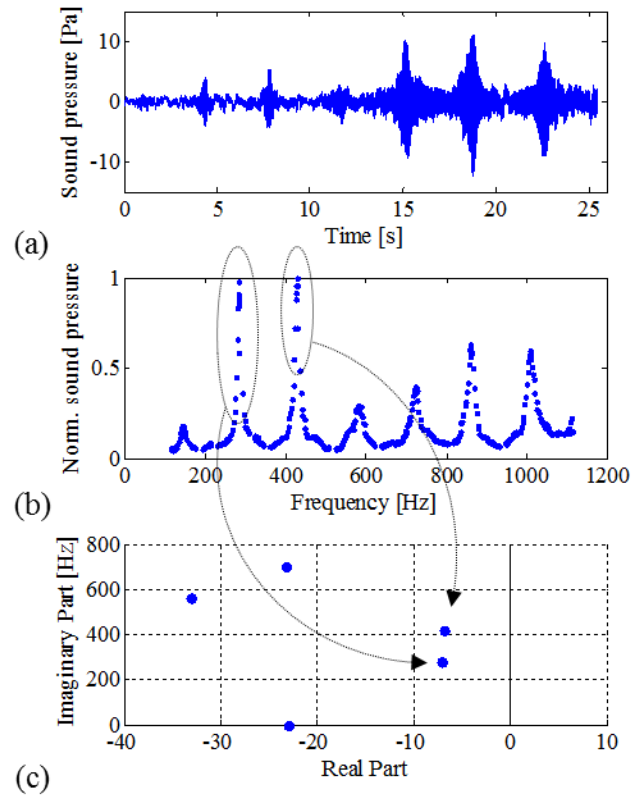 Sound pressure [Pa]
10
0
-10
0 5 10 15 20 25
Time [s]
(a)
Norm. sound pressure
1
0.5
0
0 200 400 600 800 1000 1200
Frequency [Hz]
(b)
Imaginary Part [Hz]
800
600
400
200
0
-40 -30 -20 -10 0 10
Real Part
(c)